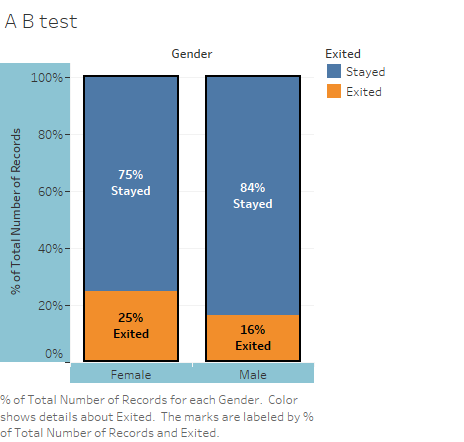 A B test
Gender
Exited
Stayed
Exited
% of Total Number of Records
100%
80%
60%
40%
20%
0%
75%
Stayed
25%
Exited
84%
Stayed
16%
Exited
Female
Male
% of Total Number of Records for each Gender. Color
shows details about Exited. The marks are labeled by %
of Total Number of Records and Exited.